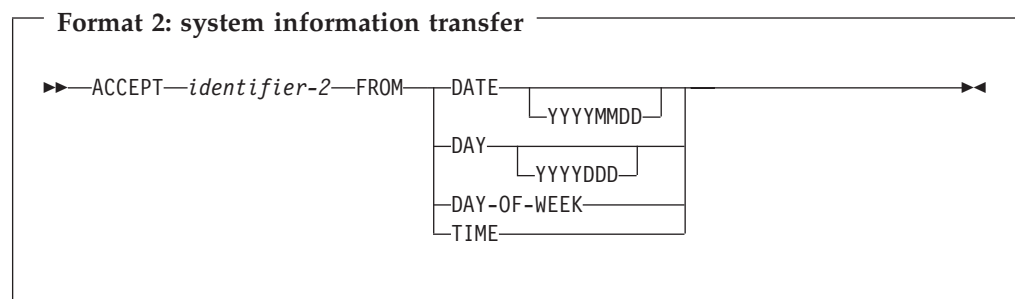 Format 2: system information transfer
ACCEPT identifier-2 FROM DATE
YYYYMMDD
DAY
YYYYDDD
DAY-OF-WEEK
TIME